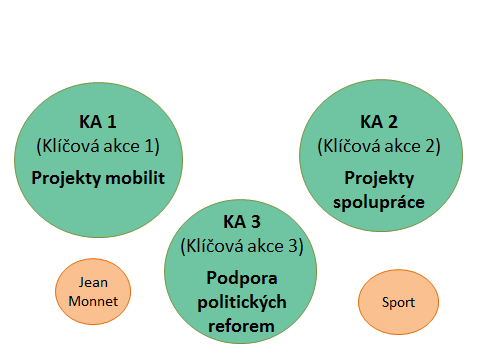 KA 1
(Klíčová akce 1)
Projekty mobilit
KA 2
(Klíčová akce 2)
Projekty
spolupráce
KA 3
(Klíčová akce 3)
Podpora
politických
reforem
Jean
Monnet
Sport